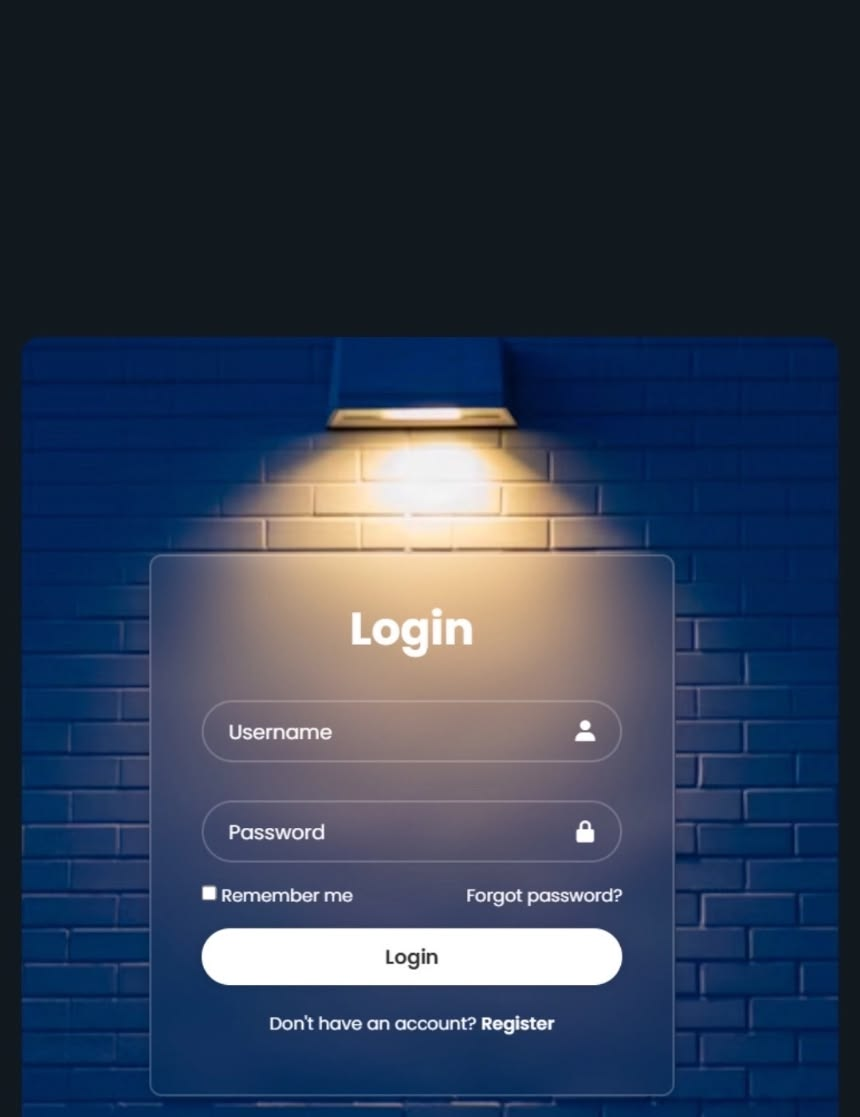 Login
Username
Password
Remember me Forgot password?
Login
Don't have an account? Register